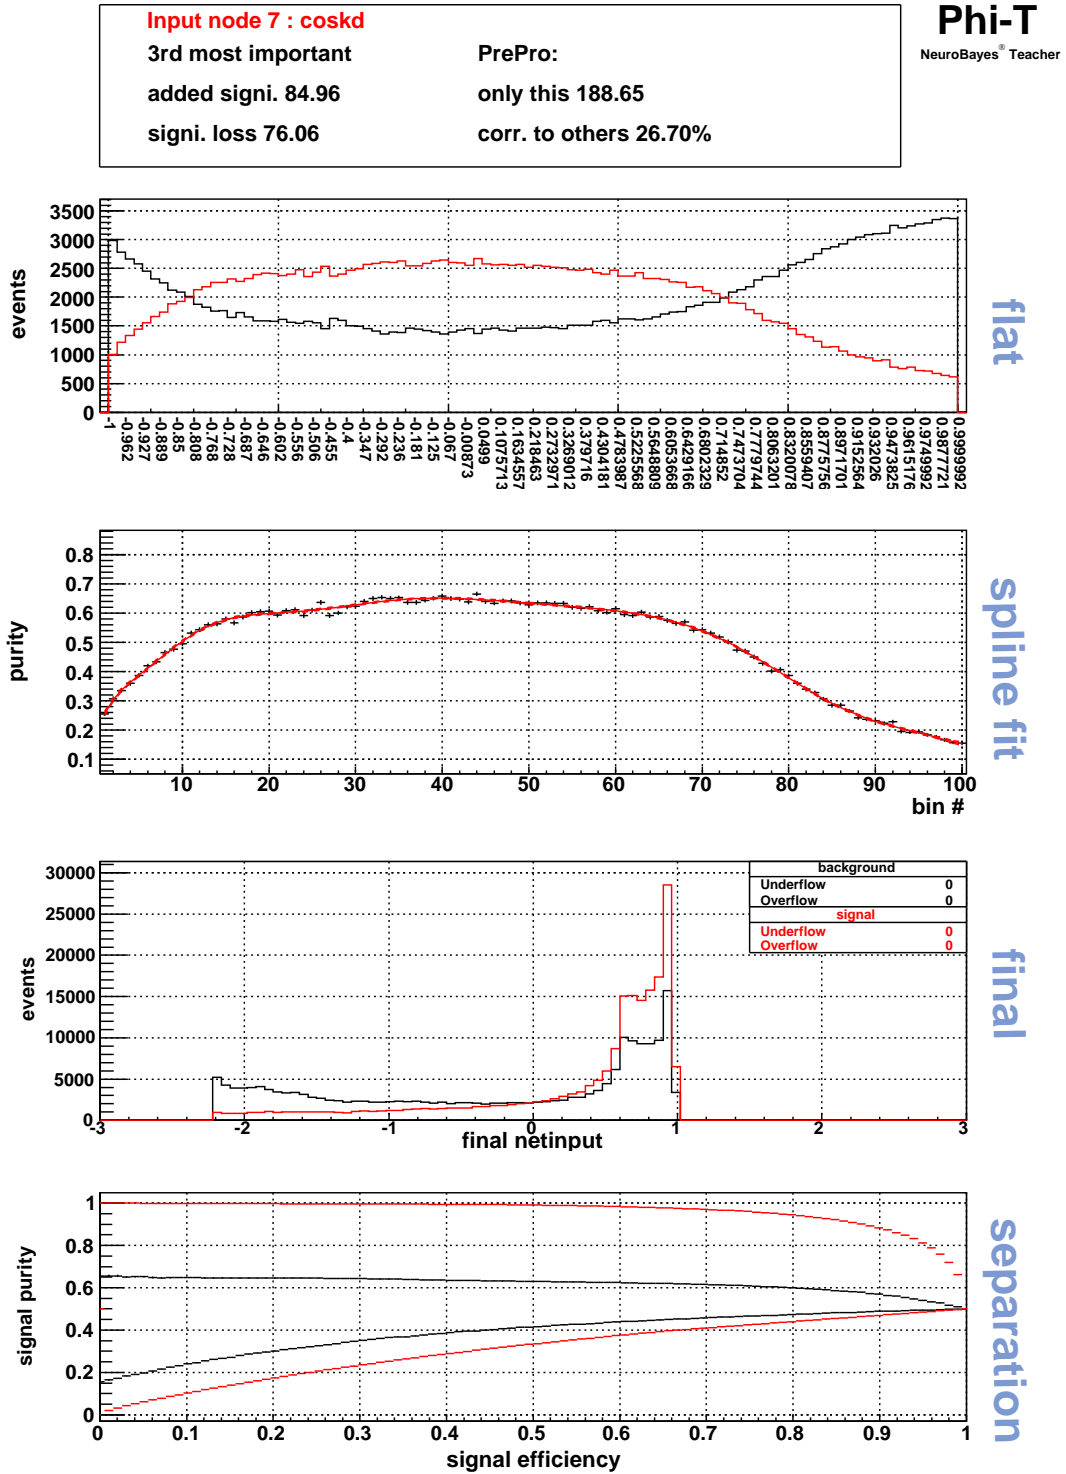 Input node 7 : coskd
3rd most important PrePro:
added signi. 84.96 only this 188.65
signi. loss 76.06 corr. to others 26.70%
Phi-T
NeuroBayes® Teacher
events
3500
3000
2500
2000
1500
1000
500
0
-1 -0.962 -0.927 -0.889 -0.85 -0.808 -0.768 -0.728 -0.687 -0.646 -0.602 -0.556 -0.506 -0.455 -0.4 -0.347 -0.292 -0.236 -0.181 -0.125 -0.067 -0.00873 0.0499 0.1075713 0.1634557 0.218463 0.2732971 0.3269012 0.379716 0.4304181 0.4783987 0.5225568 0.5648809 0.6053668 0.6429166 0.6802329 0.714852 0.7473704 0.7778744 0.8063201 0.8320078 0.8559407 0.8775756 0.8971701 0.9152564 0.932026 0.9473825 0.9615176 0.9749992 0.9877721 0.9999992
flat
purity
0.8
0.7
0.6
0.5
0.4
0.3
0.2
0.1
10 20 30 40 50 60 70 80 90 100
bin #
spline fit
events
30000
25000
20000
15000
10000
5000
0
-3 -2 -1 0 1 2 3
final netinput
background
Underflow 0
Overflow 0
signal
Underflow 0
Overflow 0
final
signal purity
1
0.8
0.6
0.4
0.2
0
0 0.1 0.2 0.3 0.4 0.5 0.6 0.7 0.8 0.9 1
signal efficiency
separation